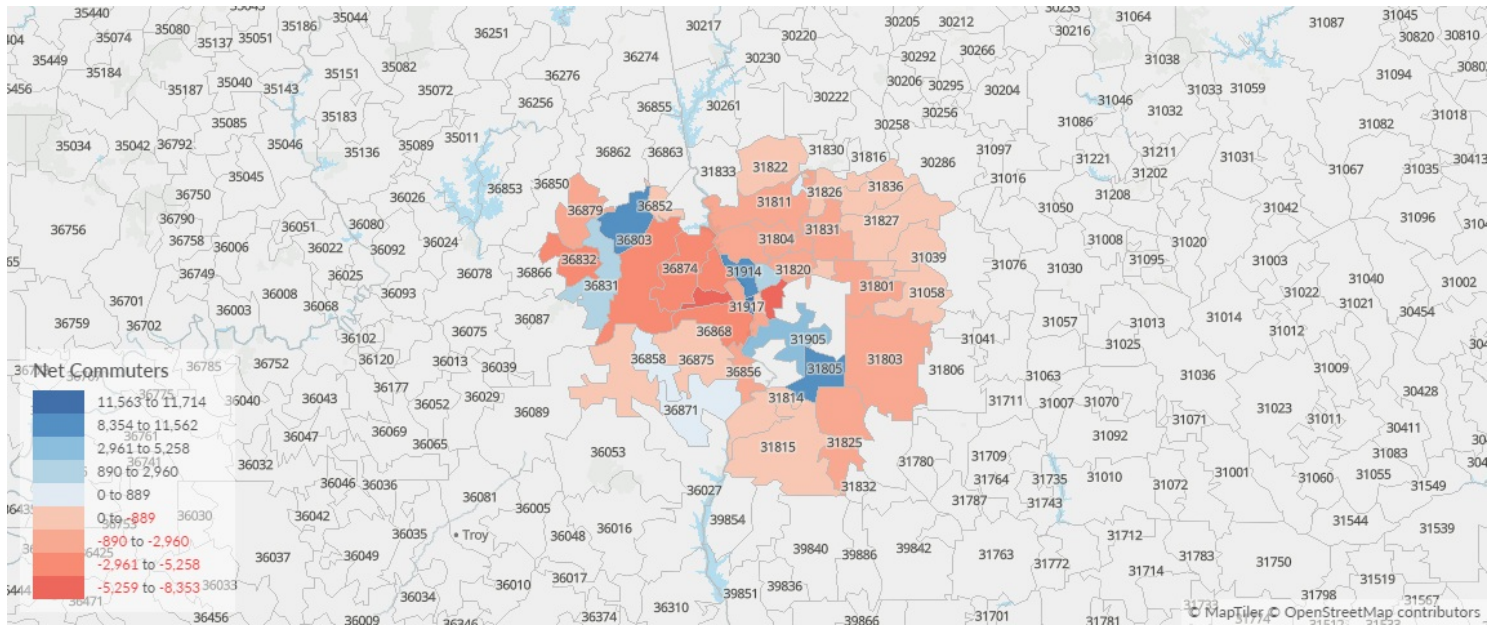 35440 35080 35186 35044 36251 30217 30220 30205 30212 30216 31064 31087 31045
35074 35137 35051 30820 30810
35449 35184 35187 35040 35143 35151 35082 35072 36276 36274 30230 30292 30266 31038 31094
30206 30295 30204 31033 31059
36256 36855 30261 30222 30256 31046 31032
35085 35183 30258 31086 31082 31018
35034 35042 36792 35046 35136 35089 35011 36862 36863 31833 31830 31816 30286 31097 31221 31211 31031 31067 31035 30413
35045 36853 36850 31822 31016 31202
36750 36026 36879 36852 31811 31826 31836 31050 31208 31042 31096
36756 36790 36051 36080 31804 31831 31827
36758 36006 36022 36092 36024 36803 31008 31020
36749 36025 36078 36866 36832 36874 31914 31820 31039 31076 31030 31095 31003 31040 31002
36701 36008 36068 36093 36831 31801 31058 31022 31021
36759 36702 36003 36087 31917 31057 31013 31014 31012 30454
36102 36075 36868 31905 31041 31025
36752 36120 36013 36039 36858 36875 36856 31805 31803 31806 31063 31036 31009
36785 36177 36029 31814 31711 31007 31070 30428
36040 36043 36052 36089 36871 31071 31023 31011
36047 36069 36065 31815 31825 31092 30411
36032 36053 31780 31709 31083
36046 36036 36027 31832 31764 31735 31010 31072 31001 31060 31055 31549
36042 36081 36005 39854 31787 31743
36035 Troy 36048 36016 31712 31544 31539
36037 36049 39840 39886 39842 31763 31772 31783 31750
36010 36017 39836 31714 31519
36034 39851 31798 31567
36456 36009 36346 36374 36310 39866 31701 31781
Net Commuters
11,563 to 11,714
8,354 to 11,562
2,961 to 5,258
890 to 2,960
0 to 889
0 to -889
-890 to -2,960
-2,961 to -5,258
-5,259 to -8,353
36775
36761
36741
36030
36753
36425
36033
36471
© MapTiler © OpenStreetMap contributors